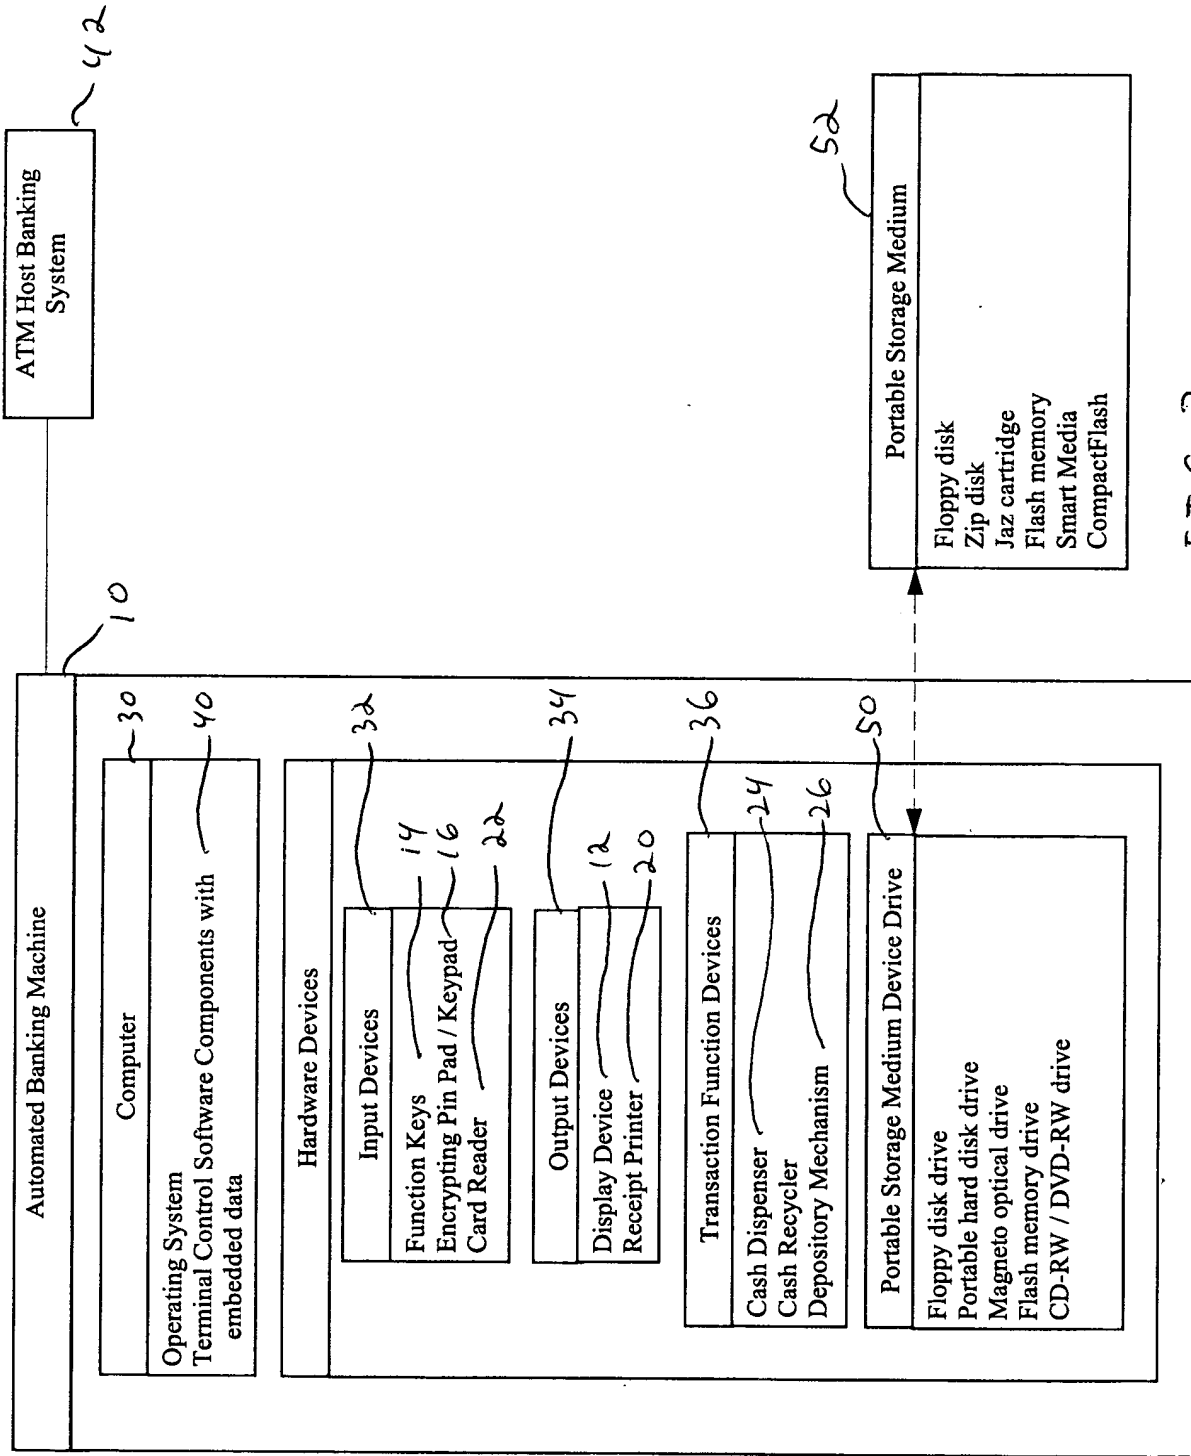 Automated Banking Machine
10
ATM Host Banking
System
42
Computer
30
Operating System
Terminal Control Software Components with
embedded data
40
Hardware Devices
Input Devices
32
Function Keys
14
Encrypting Pin Pad / Keypad
16
Card Reader
22
Output Devices
34
Display Device
12
Receipt Printer
20
Transaction Function Devices
36
Cash Dispenser
24
Cash Recycler
Depository Mechanism
26
Portable Storage Medium Device Drive
50
Floppy disk drive
Portable hard disk drive
Magneto optical drive
Flash memory drive
CD-RW / DVD-RW drive
Portable Storage Medium
52
Floppy disk
Zip disk
Jaz cartridge
Flash memory
Smart Media
CompactFlash